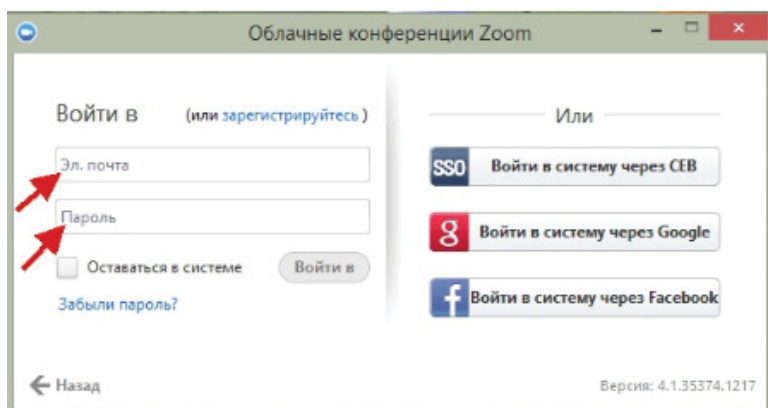 Облачные конференции Zoom
Войти в (или зарегистрируйтесь )
Эл. почта
Пароль
Оставаться в системе
Войти в
Забыли пароль?
Или
SSO Войти в систему через СЕВ
g Войти в систему через Google
f Войти в систему через Facebook
Назад
Версия: 4.1.35374.1217